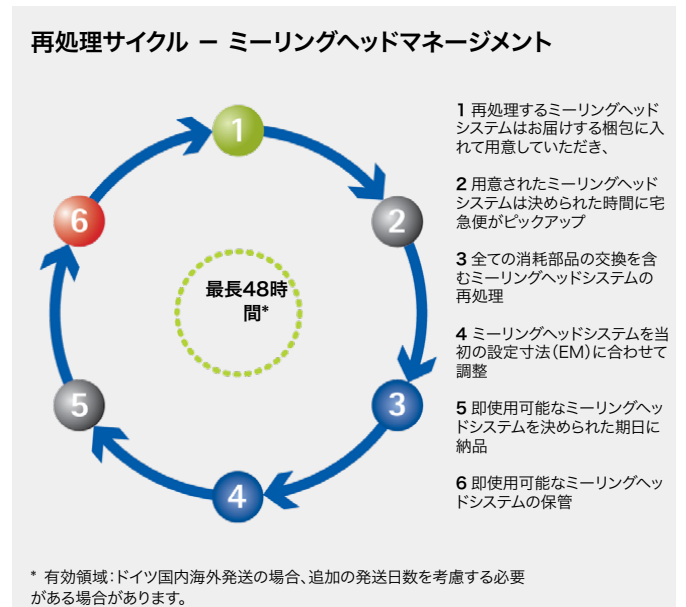 再処理サイクル － ミーリングヘッドマネージメント
1
2
3
4
5
6
最長48時
間*
1 再処理するミーリングヘッド
システムはお届けする梱包に入
れて用意していただき、
2 用意されたミーリングヘッド
システムは決められた時間に宅
急便がピックアップ
3 全ての消耗部品の交換を含
むミーリングヘッドシステムの
再処理
4 ミーリングヘッドシステムを当
初の設定寸法（EM）に合わせて
調整
5 即使用可能なミーリングヘッ
ドシステムを決められた期日に
納品
6 即使用可能なミーリングヘッ
ドシステムの保管
* 有効領域：ドイツ国内海外発送の場合、追加の発送日数を考慮する必要
がある場合があります。